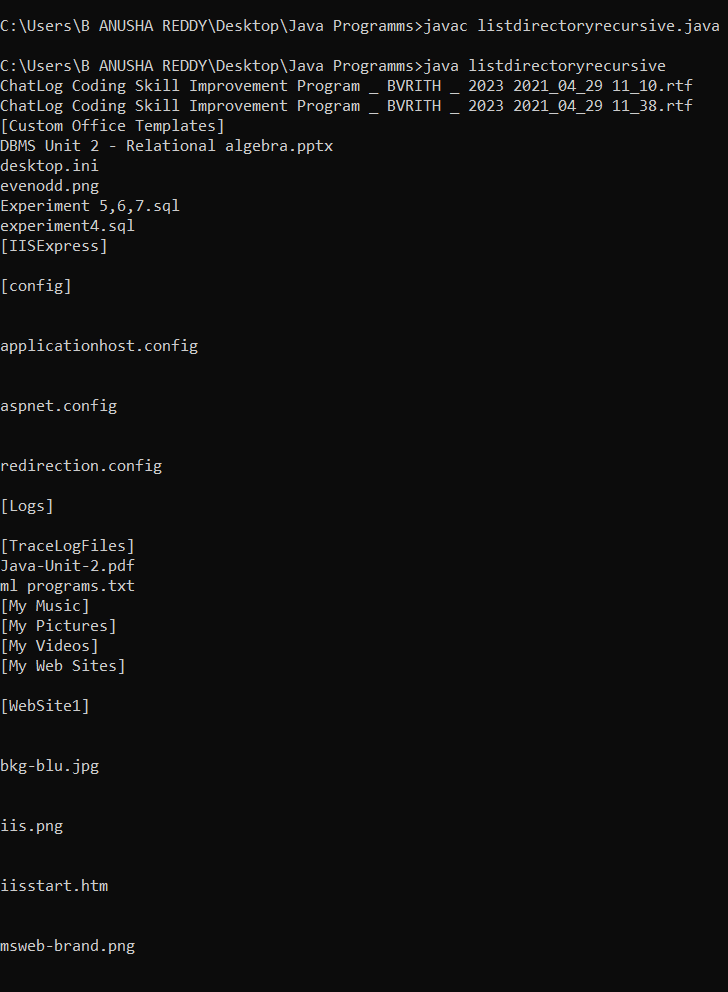 C:\Users\B ANUSHA REDDY\Desktop\Java Programms>javac listdirectoryrecursive.java
C:\Users\B ANUSHA REDDY\Desktop\Java Programms>java listdirectoryrecursive
ChatLog Coding Skill Improvement Program _ BVRITH _ 2023 2021_04_29 11_10.rtf
ChatLog Coding Skill Improvement Program _ BVRITH _ 2023 2021_04_29 11_38.rtf
[Custom Office Templates]
DBMS Unit 2 - Relational algebra.pptx
desktop.ini
evenodd.png
Experiment 5,6,7.sql
experiment4.sql
[IISExpress]
[config]
applicationhost.config
aspnet.config
redirection.config
[Logs]
[TraceLogFiles]
Java-Unit-2.pdf
ml programs.txt
[My Music]
[My Pictures]
[My Videos]
[My Web Sites]
[WebSite1]
bkg-blu.jpg
iis.png
iisstart.htm
msweb-brand.png